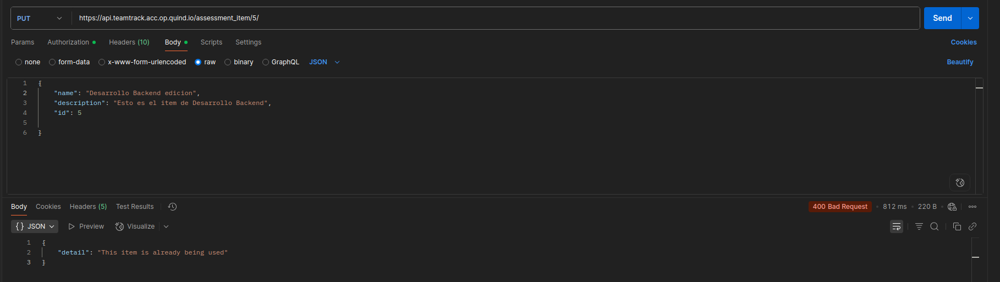 PUT https://api.teamtrack.acc.op.quind.io/assessment_item/5/ Send
Params Authorization Headers (10) Body Scripts Settings Cookies
none form-data x-www-form-urlencoded raw binary GraphQL JSON Beautify
1 {
2 "name": "Desarrollo Backend edicion",
3 "description": "Esto es el item de Desarrollo Backend",
4 "id": 5
5
6 }
Body Cookies Headers (5) Test Results 400 Bad Request • 812 ms • 220 B •
{} JSON Preview Visualize
1 {
2 "detail": "This item is already being used"
3 }